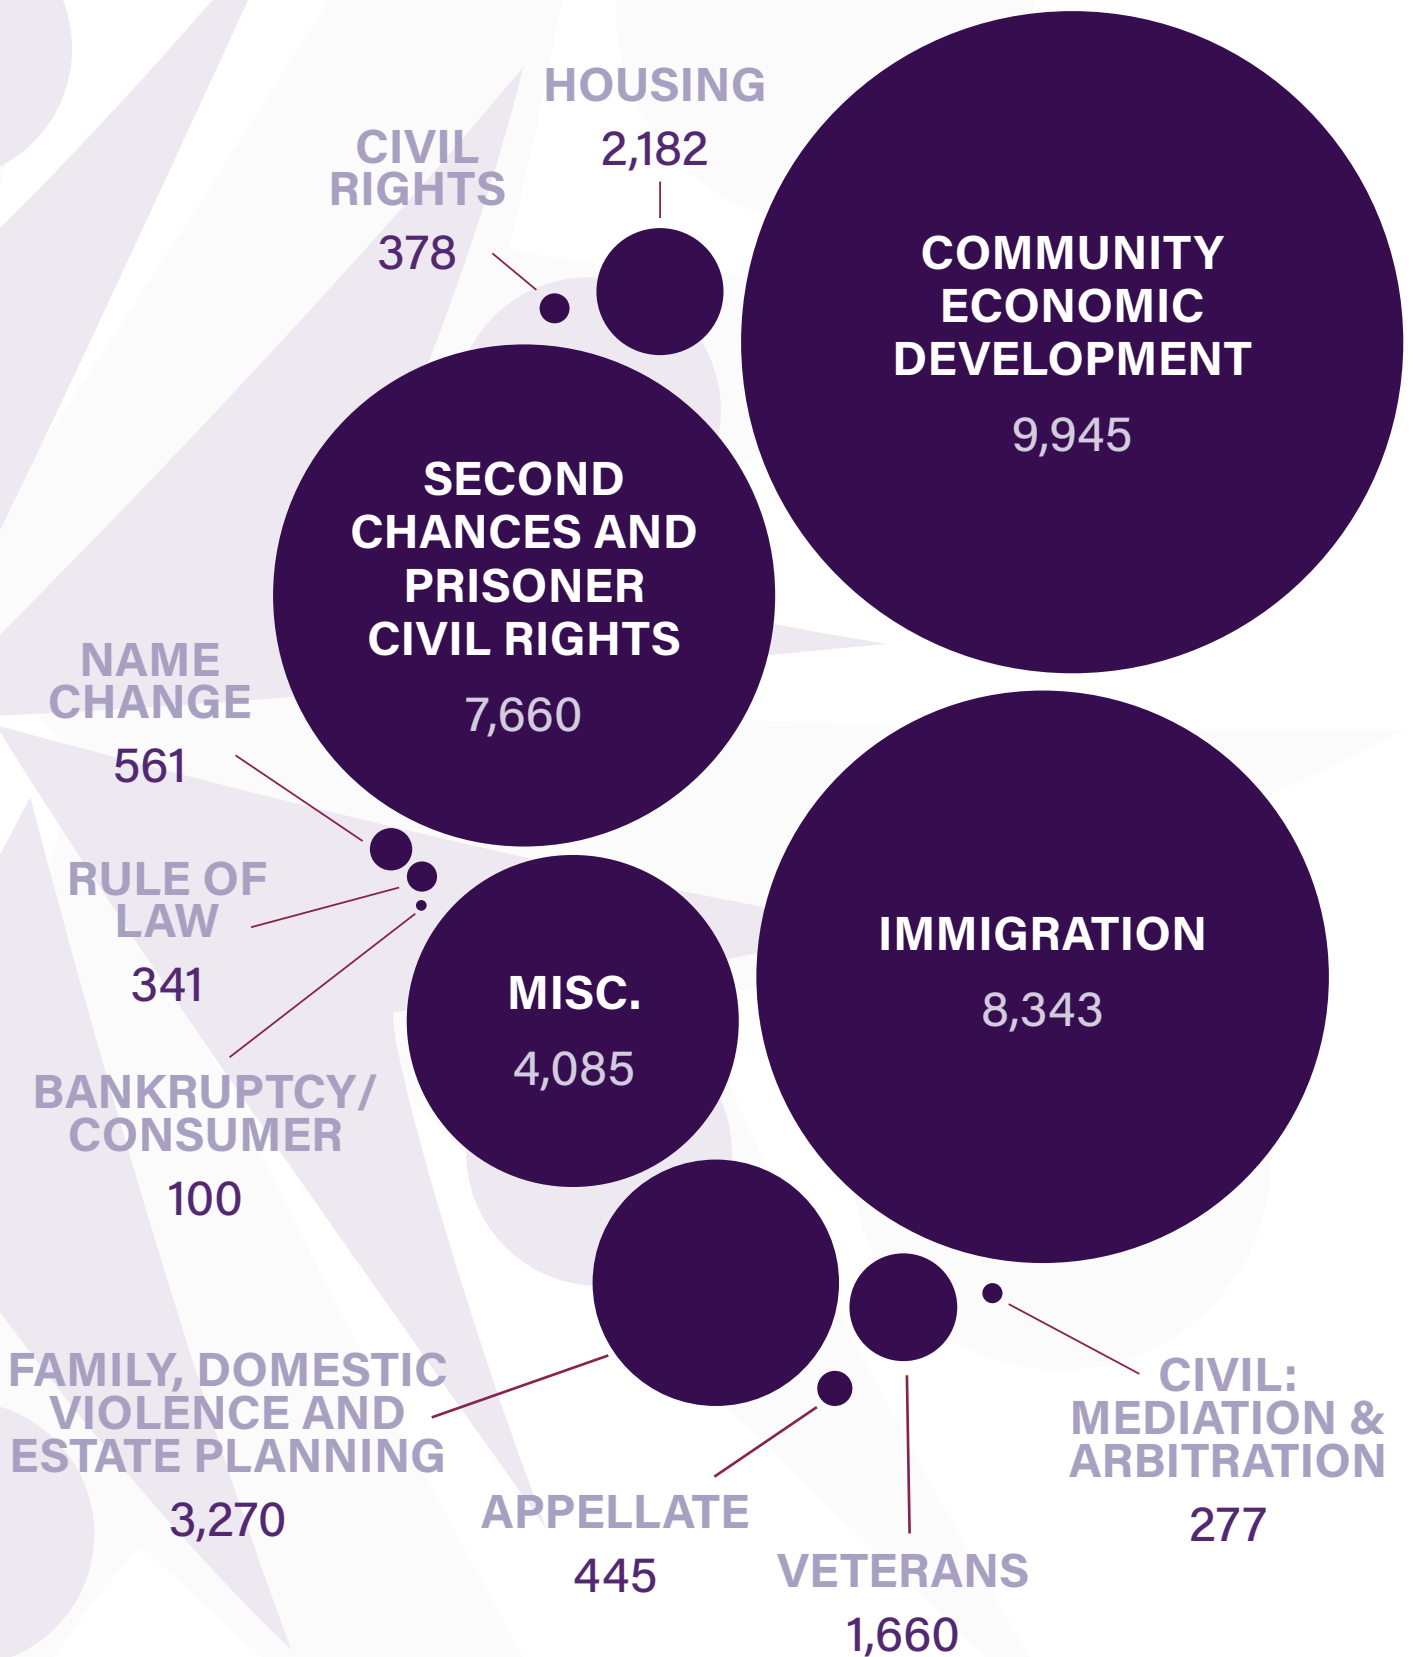 HOUSING
2,182
CIVIL
RIGHTS
378
COMMUNITY
ECONOMIC
DEVELOPMENT
9,945
SECOND
CHANCES AND
PRISONER
CIVIL RIGHTS
7,660
NAME
CHANGE
561
RULE OF
LAW
341
BANKRUPTCY/
CONSUMER
100
MISC.
4,085
IMMIGRATION
8,343
FAMILY, DOMESTIC
VIOLENCE AND
ESTATE PLANNING
3,270
APPELLATE
445
VETERANS
1,660
CIVIL:
MEDIATION &
ARBITRATION
277